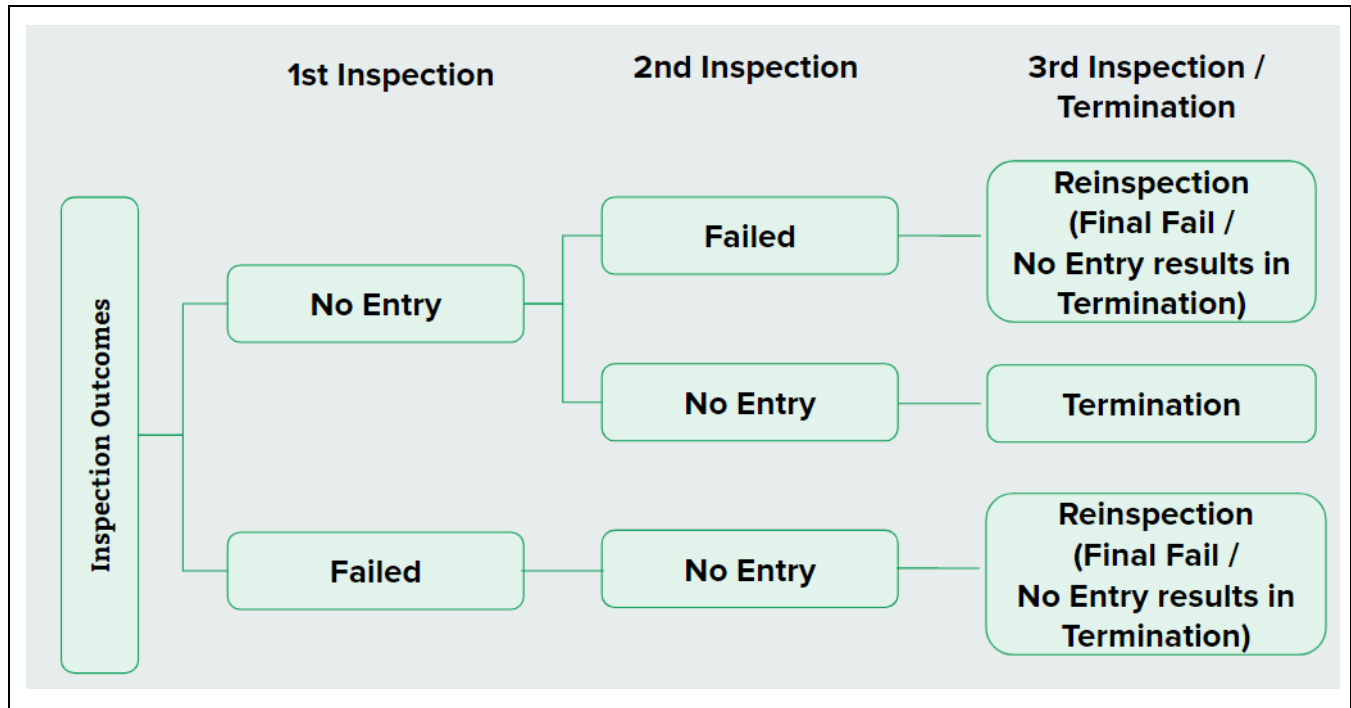 1st Inspection
2nd Inspection
3rd Inspection /
Termination
Inspection Outcomes
No Entry
Failed
Reinspection
(Final Fail /
No Entry results in
Termination)
No Entry
Termination
Failed
No Entry
Reinspection
(Final Fail /
No Entry results in
Termination)